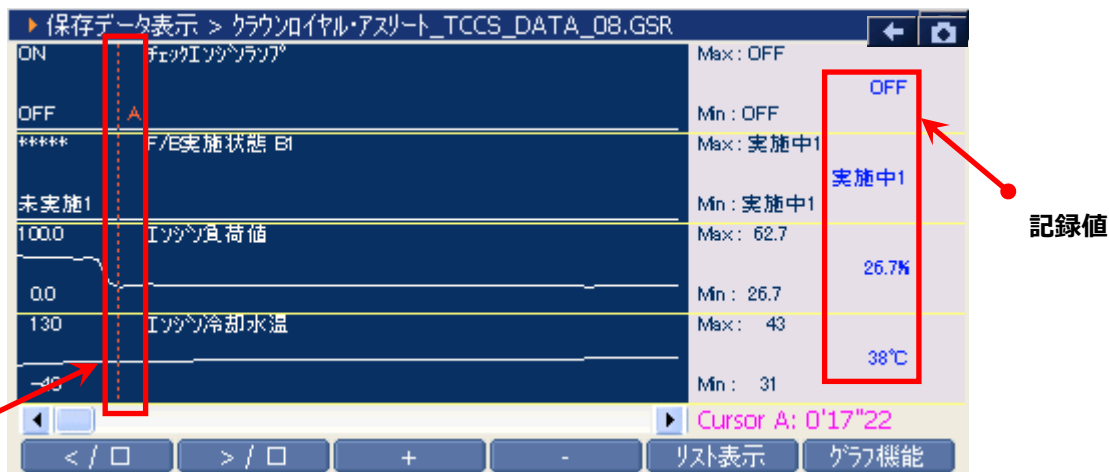 保存データ表示 > クラウンロイヤル・アスリート_TCCS_DATA_08.GSR
ON チェックエンジンランプ Max : OFF
OFF
OFF A Min : OFF
***** F/B実施状態 B1 Max : 実施中1
実施中1
未実施1 Min : 実施中1
記録値
100.0 エンジン負荷値 Max : 62.7
26.7%
0.0 Min : 26.7
130 エンジン冷却水温 Max : 43
38℃
-40 Min : 31
Cursor A: 0'17"22
< / ロ > / ロ + - リスト表示 グラフ機能